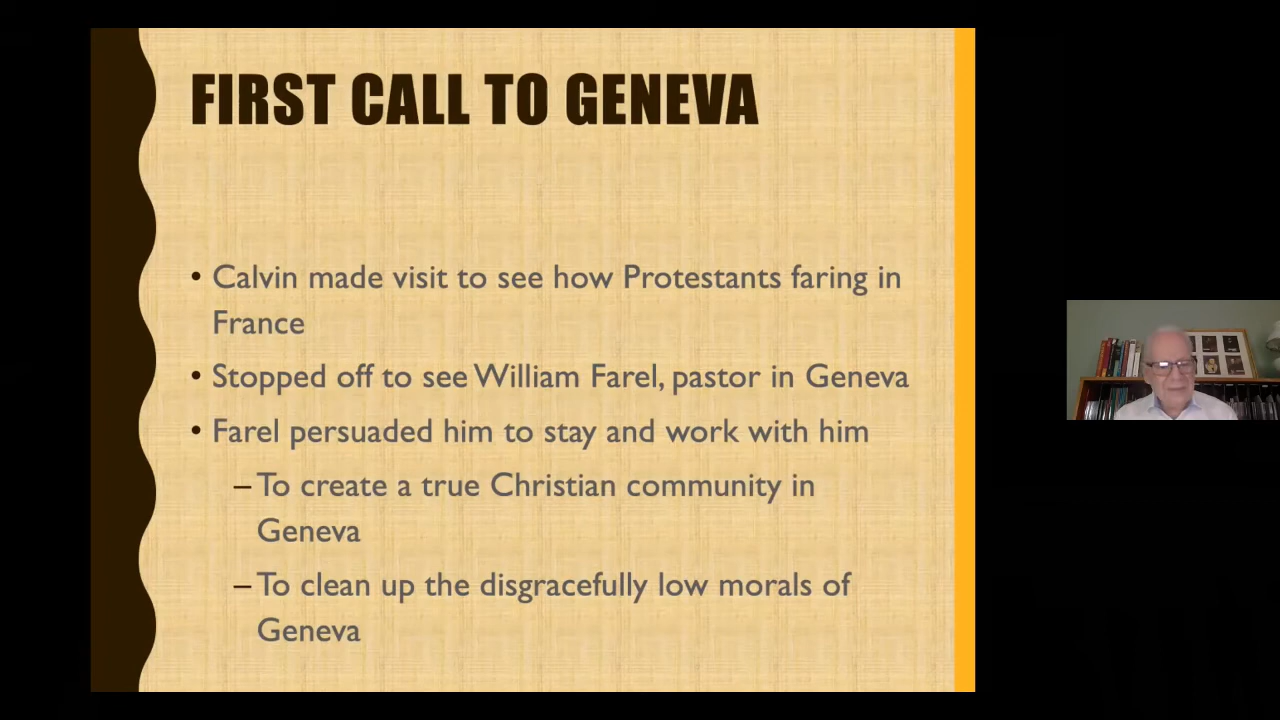 FIRST CALL TO GENEVA
• Calvin made visit to see how Protestants faring in
France
• Stopped off to see William Farel, pastor in Geneva
• Farel persuaded him to stay and work with him
– To create a true Christian community in
Geneva
– To clean up the disgracefully low morals of
Geneva